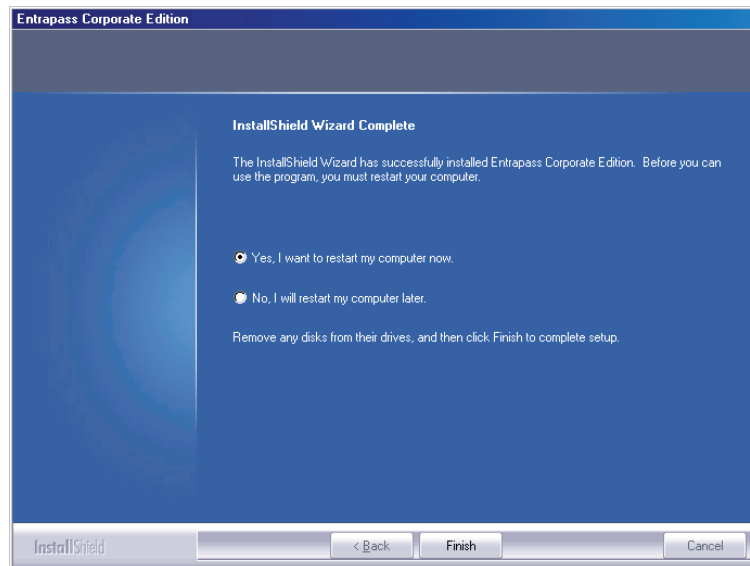 Entrapass Corporate Edition
InstallShield Wizard Complete
The InstallShield Wizard has successfully installed Entrapass Corporate Edition. Before you can
use the program, you must restart your computer.
Yes, I want to restart my computer now.
No, I will restart my computer later.
Remove any disks from their drives, and then click Finish to complete setup.
InstallShield
< Back
Finish
Cancel